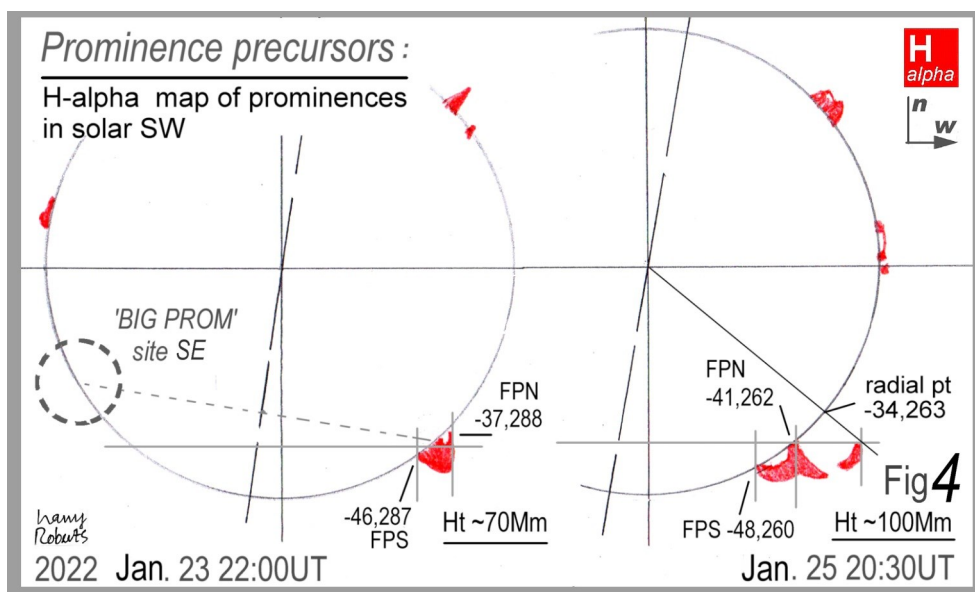 Prominence precursors:
H-alpha map of prominences
in solar SW
H
alpha
n
w
'BIG PROM'
site SE
FPN
-37,288
-46,287
FPS
Ht ~70Mm
FPN
-41,262
radial pt
-34,263
FPS -48,260
Fig 4
Ht ~100Mm
Harry
Roberts
2022 Jan. 23 22:00UT
Jan. 25 20:30UT